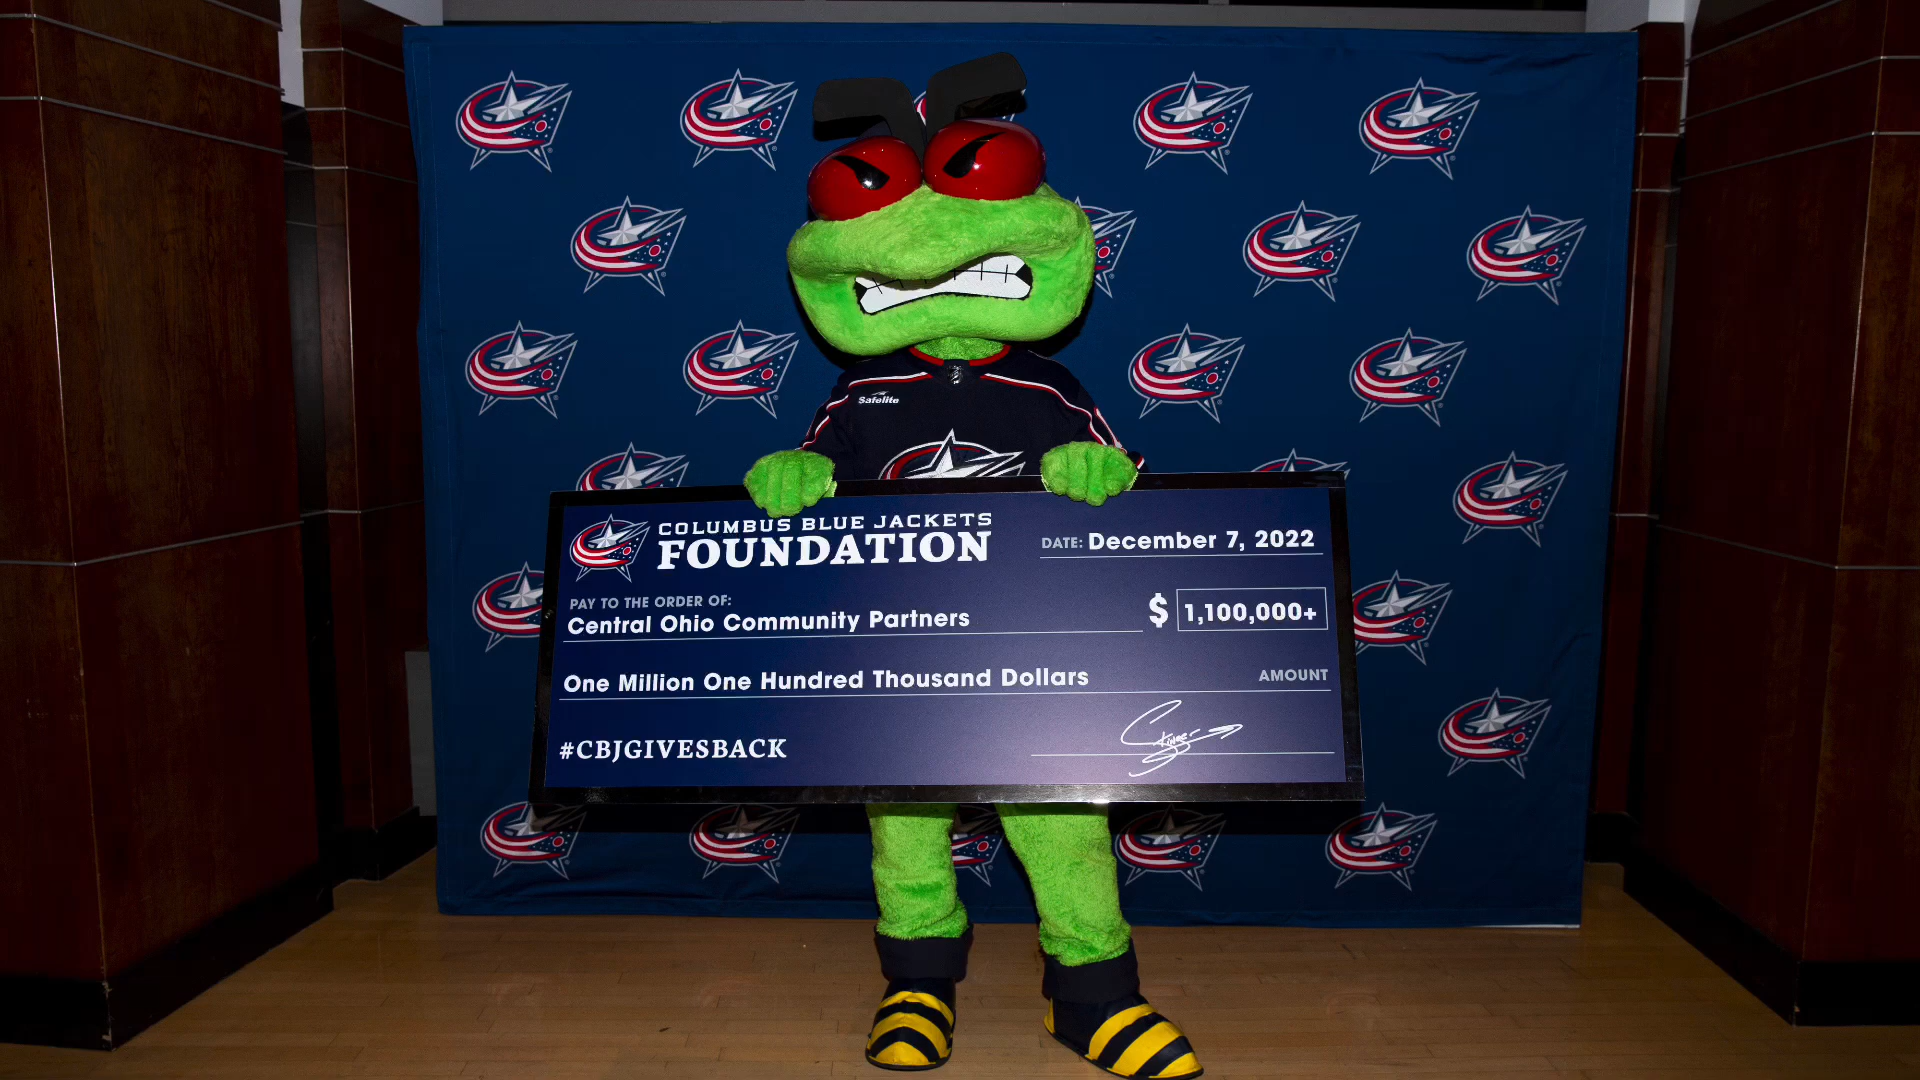 Safelite
COLUMBUS BLUE JACKETS
FOUNDATION
DATE: December 7, 2022
PAY TO THE ORDER OF:
Central Ohio Community Partners
$ 1,100,000+
One Million One Hundred Thousand Dollars
AMOUNT
#CBJGIVESBACK
Stinger